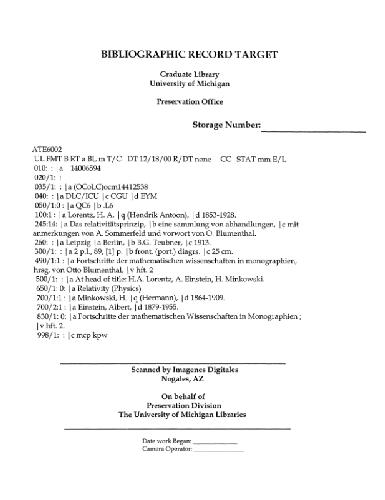 BIBLIOGRAPHIC RECORD TARGET
Graduate Library
University of Michigan
Preservation Office
Storage Number:
ATE6002
UL FMT B RT a BL m T/C DT 12/18/00 R/DT none CC STAT mm E/L
010: : |a 14006594
020/1: :
035/1: : |a (OCoLC)ocm14412538
040: : |a DLC/ICU |c CGU |d EYM
050/1:0 : |a QC6 |b .L6
100:1 : |a Lorentz, H. A. |q (Hendrik Antoon), |d 1853-1928.
245:14: |a Das relativitätsprinzip, |b eine sammlung von abhandlungen, |c mit
anmerkungen von A. Sommerfeld und vorwort von O. Blumenthal.
260: : |a Leipzig |a Berlin, |b B.G. Teubner, |c 1913.
300/1: : |a 2 p.l., 89, [1] p. |b front. (port.) diagrs. |c 25 cm.
490/1:1 : |a Fortschritte der mathematischen wissenschaften in monographien,
hrsg. von Otto Blumenthal, |v hft. 2
500/1: : |a At head of title: H.A. Lorentz, A. Einstein, H. Minkowski.
650/1: 0: |a Relativity (Physics)
700/1:1 : |a Minkowski, H. |q (Hermann), |d 1864-1909.
700/2:1 : |a Einstein, Albert, |d 1879-1955.
830/1: 0: |a Fortschritte der mathematischen Wissenschaften in monographien ;
|v hft. 2.
998/1: : |c mcp kpw
Scanned by Imagenes Digitales
Nogales, AZ
On behalf of
Preservation Division
The University of Michigan Libraries
Date work Began:
Camera Operator: